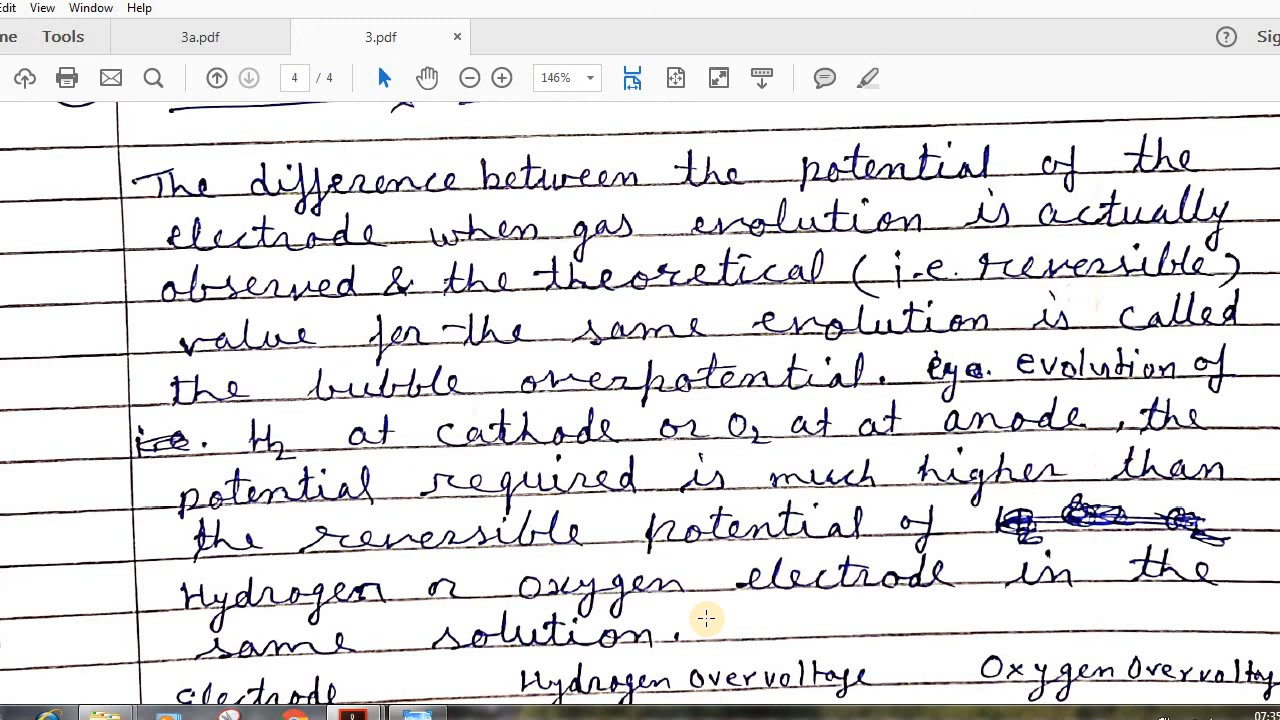 Edit View Window Help
me Tools 3a.pdf 3.pdf × ? Sig
4 / 4 146%
The difference between the potential of the
electrode when gas evolution is actually
observed & the theoretical (i.e. reversible)
value for the same evolution is called
the bubble overpotential. eg. evolution of
H2 at cathode or O2 at at anode, the
potential required is much higher than
the reversible potential of
Hydrogen or oxygen electrode in the
same solution.
electrode Hydrogen overvoltage Oxygen overvoltag